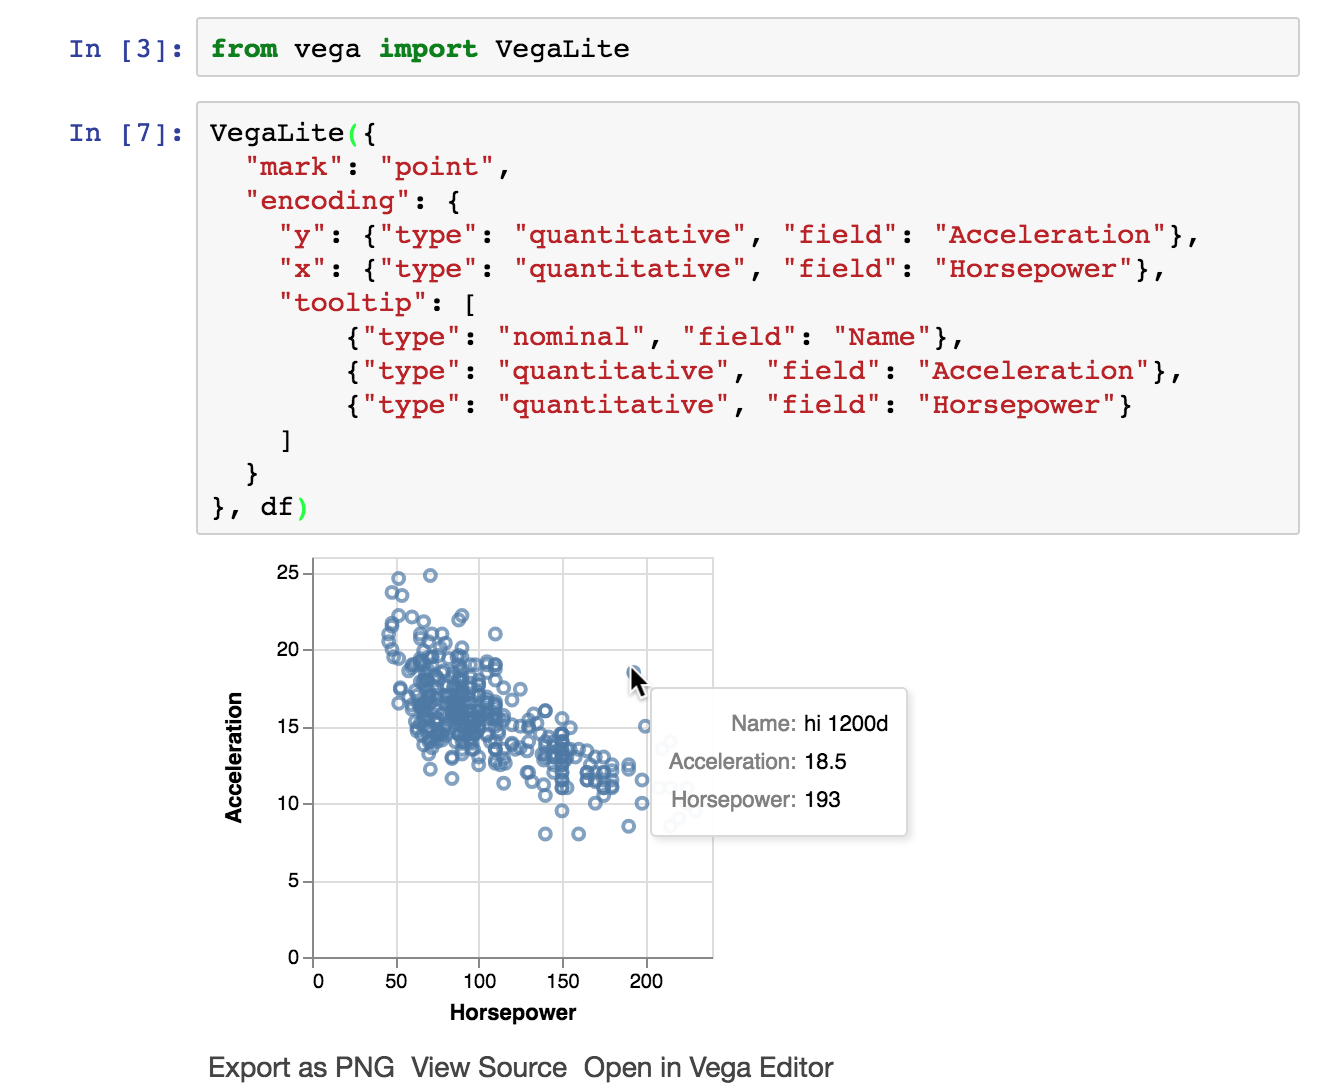 In [3]: from vega import VegaLite
In [7]: VegaLite({
  "mark": "point",
  "encoding": {
    "y": {"type": "quantitative", "field": "Acceleration"},
    "x": {"type": "quantitative", "field": "Horsepower"},
    "tooltip": [
        {"type": "nominal", "field": "Name"},
        {"type": "quantitative", "field": "Acceleration"},
        {"type": "quantitative", "field": "Horsepower"}
    ]
  }
}, df)
25
20
15
10
5
0
Acceleration
0 50 100 150 200
Horsepower
Name: hi 1200d
Acceleration: 18.5
Horsepower: 193
Export as PNG View Source Open in Vega Editor